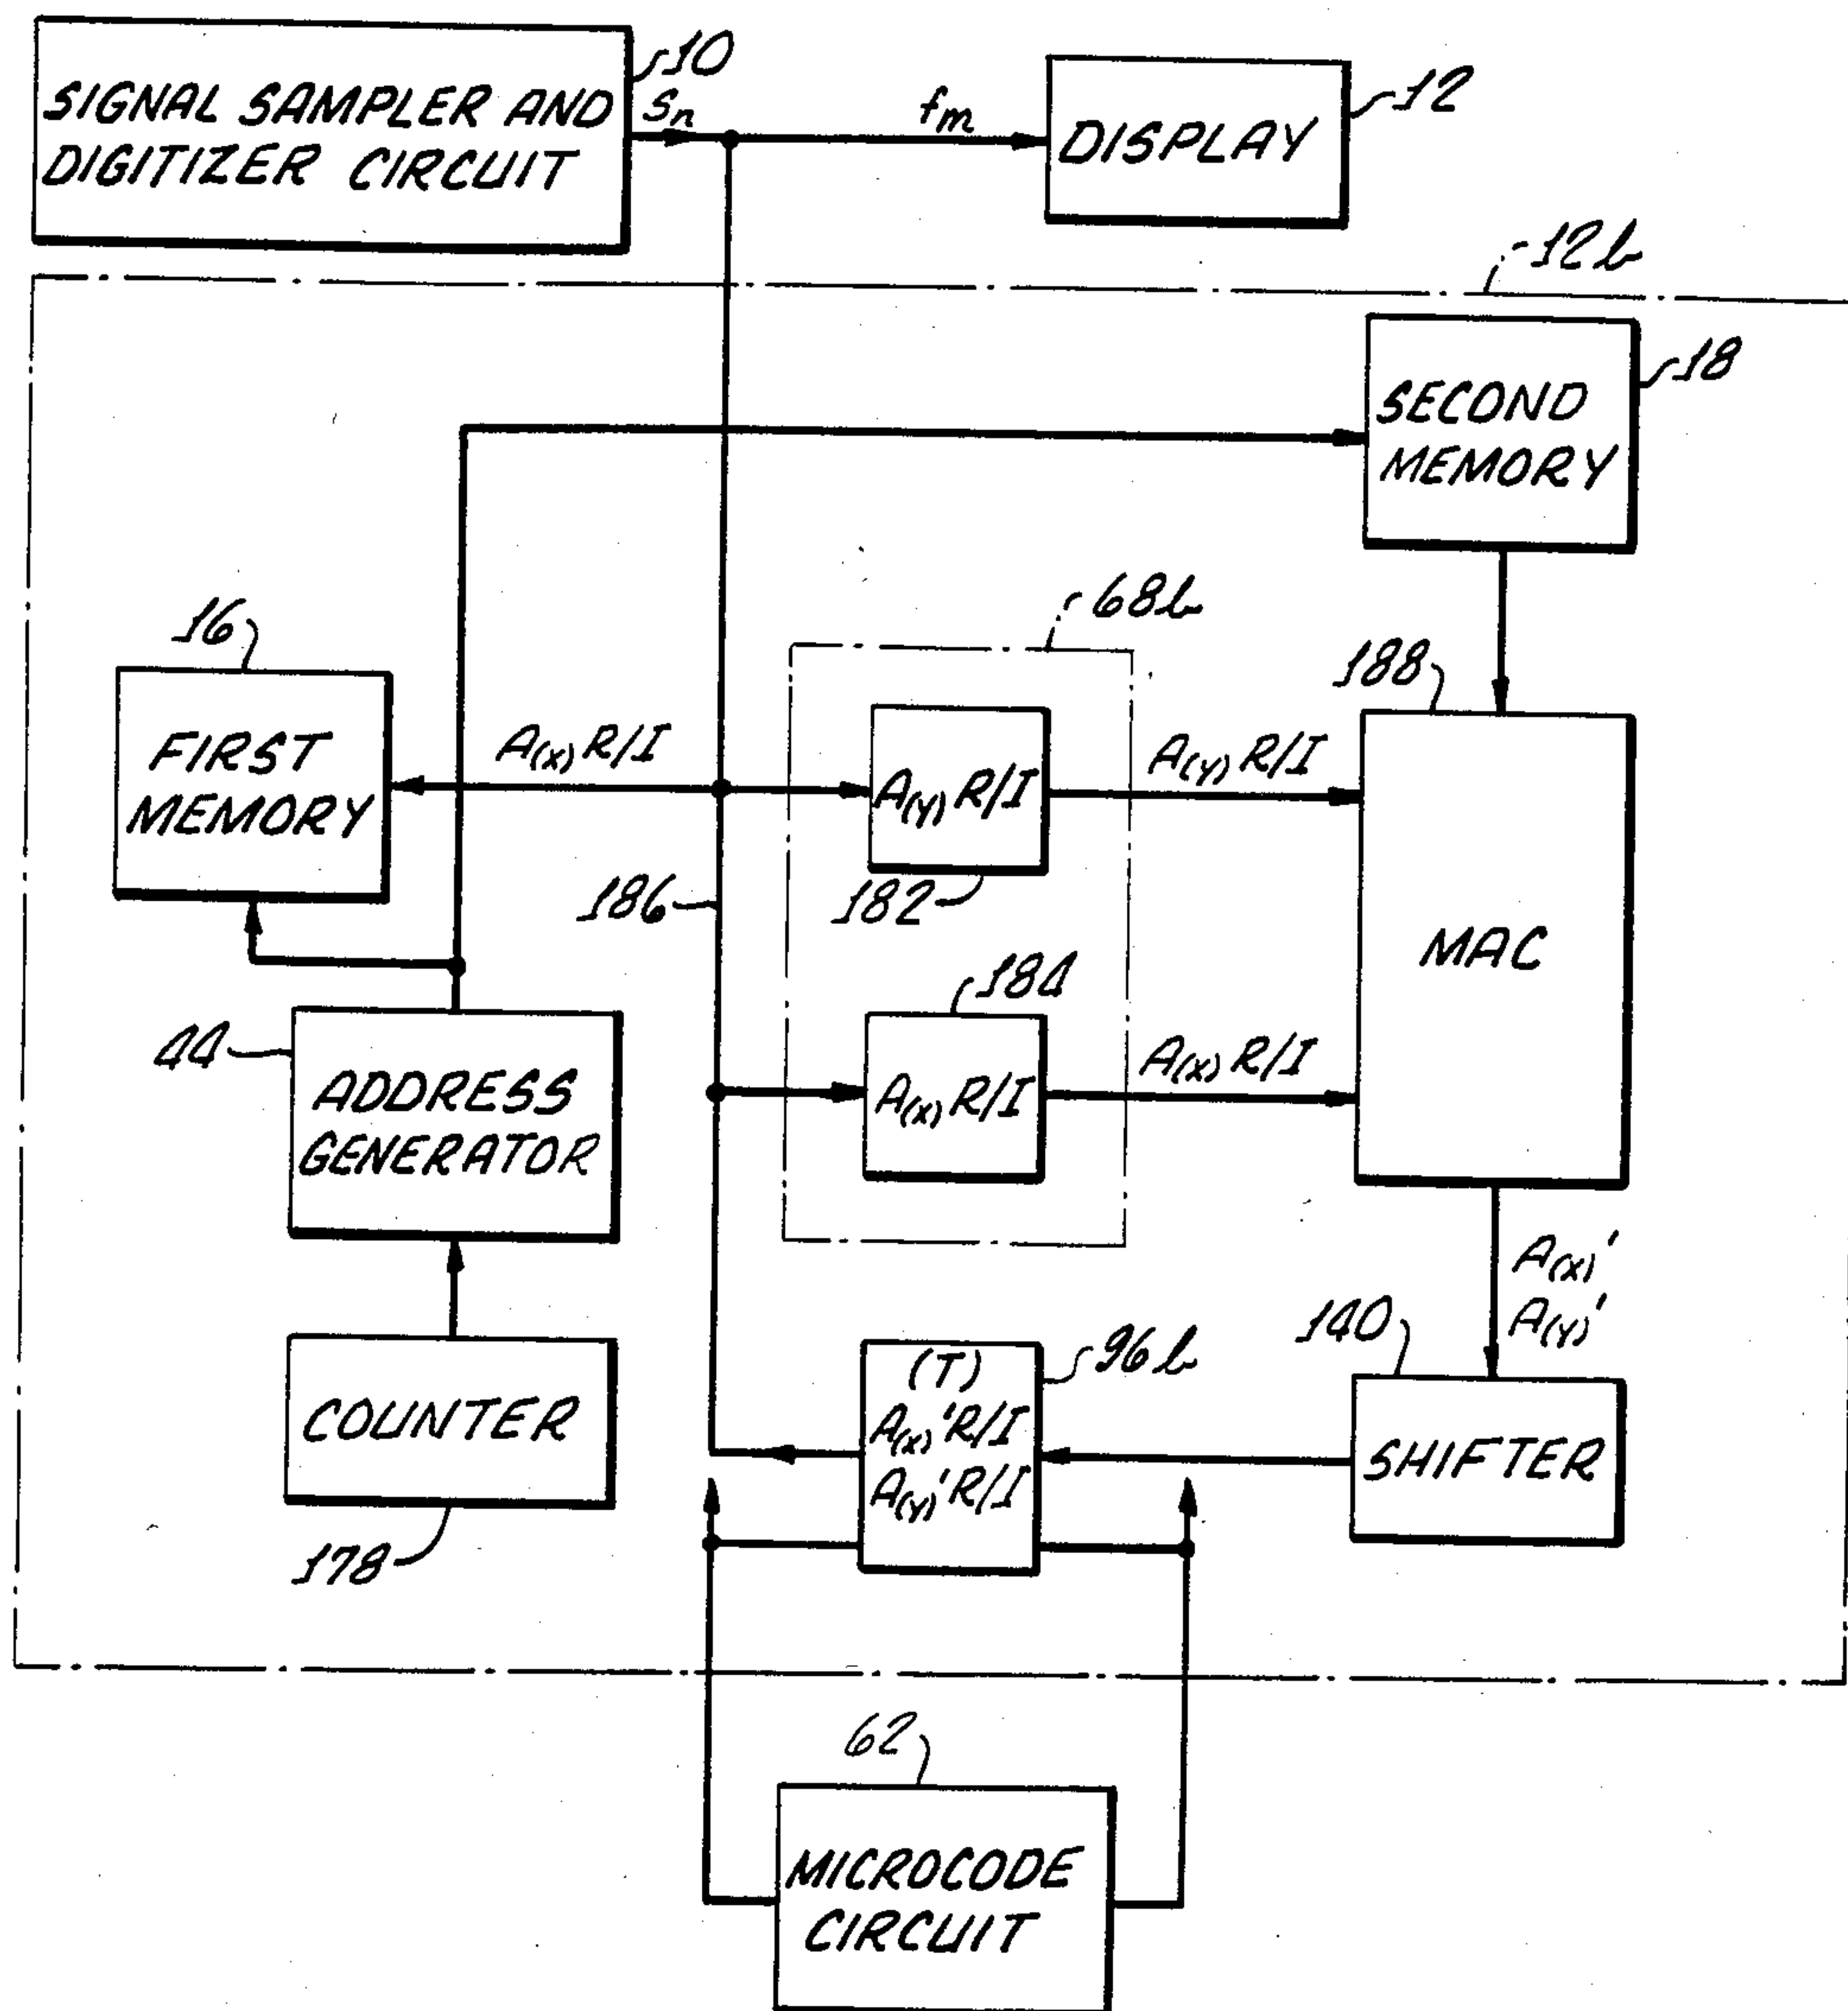 SIGNAL SAMPLER AND
DIGITIZER CIRCUIT
10
Sn
fm
DISPLAY
12
12b
SECOND
MEMORY
18
68b
16
FIRST
MEMORY
A(x) R/I
A(y) R/I
182
A(y) R/I
188
MAC
186
184
A(x) R/I
A(x) R/I
44
ADDRESS
GENERATOR
A(x)'
A(y)'
COUNTER
178
(T)
A(x)'R/I
A(y)'R/I
96b
140
SHIFTER
62
MICROCODE
CIRCUIT